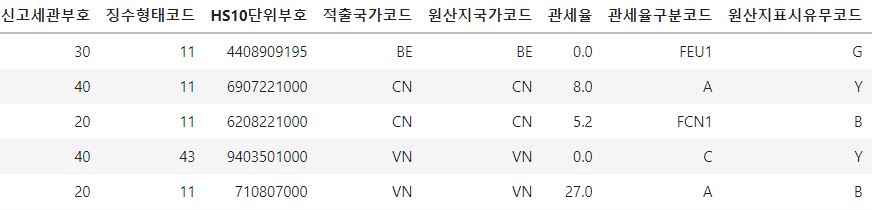 신고세관부호 징수형태코드 HS10단위부호 적출국가코드 원산지국가코드 관세율 관세율구분코드 원산지표시유무코드
30 11 4408909195 BE BE 0.0 FEU1 G
40 11 6907221000 CN CN 8.0 A Y
20 11 6208221000 CN CN 5.2 FCN1 B
40 43 9403501000 VN VN 0.0 C Y
20 11 710807000 VN VN 27.0 A B